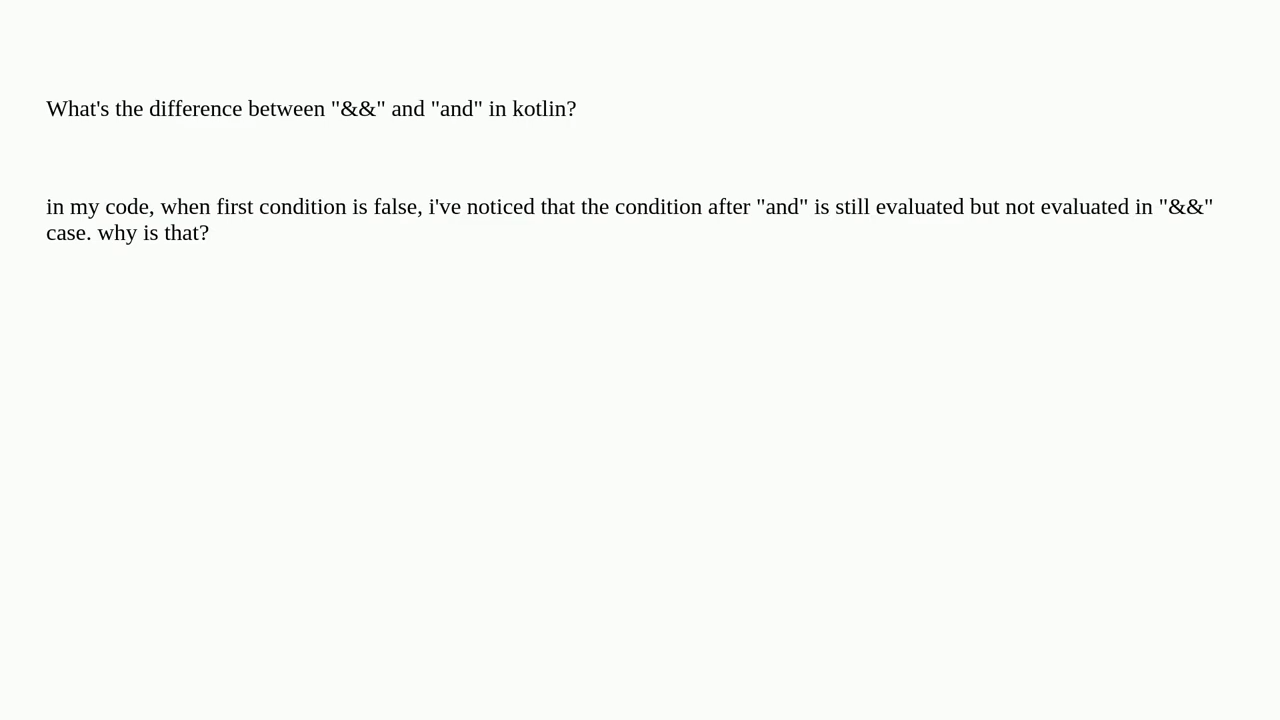 What's the difference between "&&" and "and" in kotlin?
in my code, when first condition is false, i've noticed that the condition after "and" is still evaluated but not evaluated in "&&"
case. why is that?